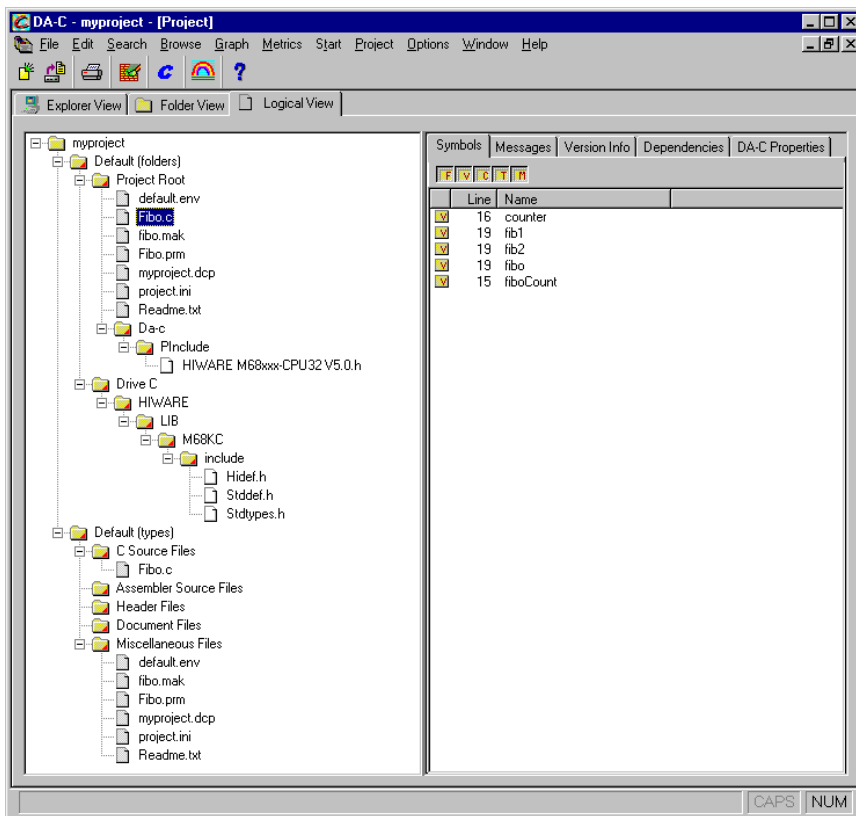 DA-C - myproject - [Project]
File Edit Search Browse Graph Metrics Start Project Options Window Help
Explorer View Folder View Logical View
myproject
Default (folders)
Project Root
default.env
Fibo.c
fibo.mak
Fibo.prm
myproject.dcp
project.ini
Readme.txt
Da-c
PInclude
HIWARE M68xxx-CPU32 V5.0.h
Drive C
HIWARE
LIB
M68KC
include
Hidef.h
Stddef.h
Stdtypes.h
Default (types)
C Source Files
Fibo.c
Assembler Source Files
Header Files
Document Files
Miscellaneous Files
default.env
fibo.mak
Fibo.prm
myproject.dcp
project.ini
Readme.txt
Symbols Messages Version Info Dependencies DA-C Properties
F V C T M
Line Name
V 16 counter
V 19 fib1
V 19 fib2
V 19 fibo
V 15 fiboCount
CAPS NUM